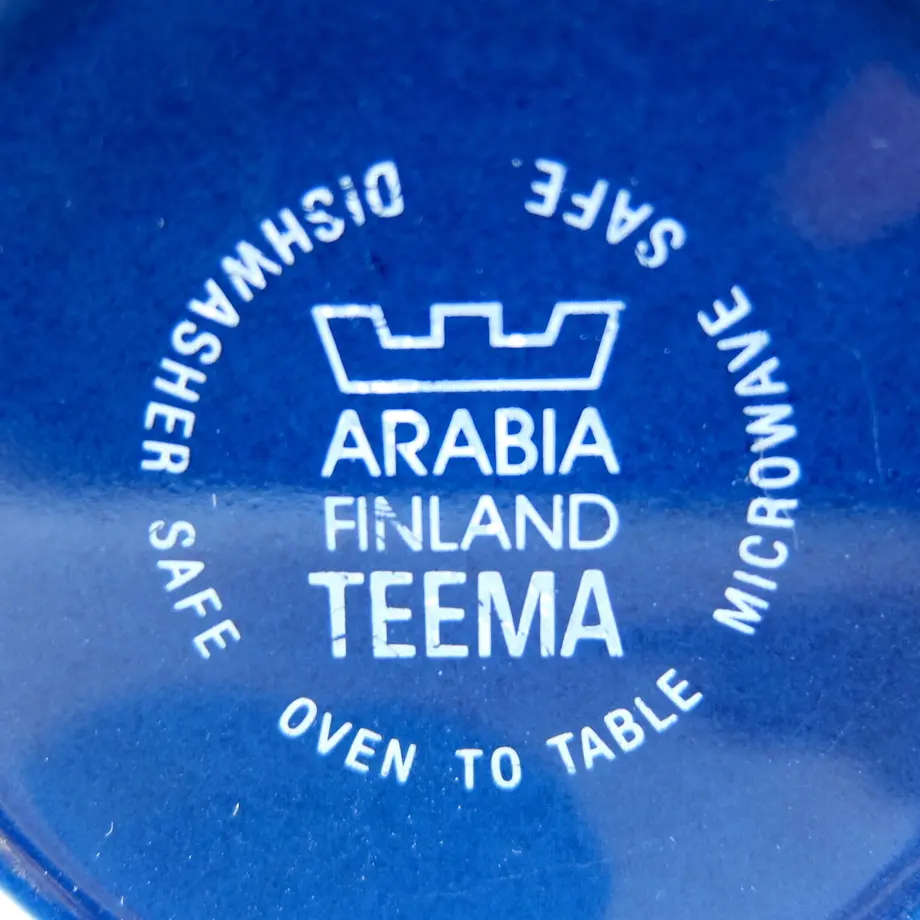 ARABIA
FINLAND
TEEMA
DISHWASHER SAFE
OVEN TO TABLE
MICROWAVE SAFE